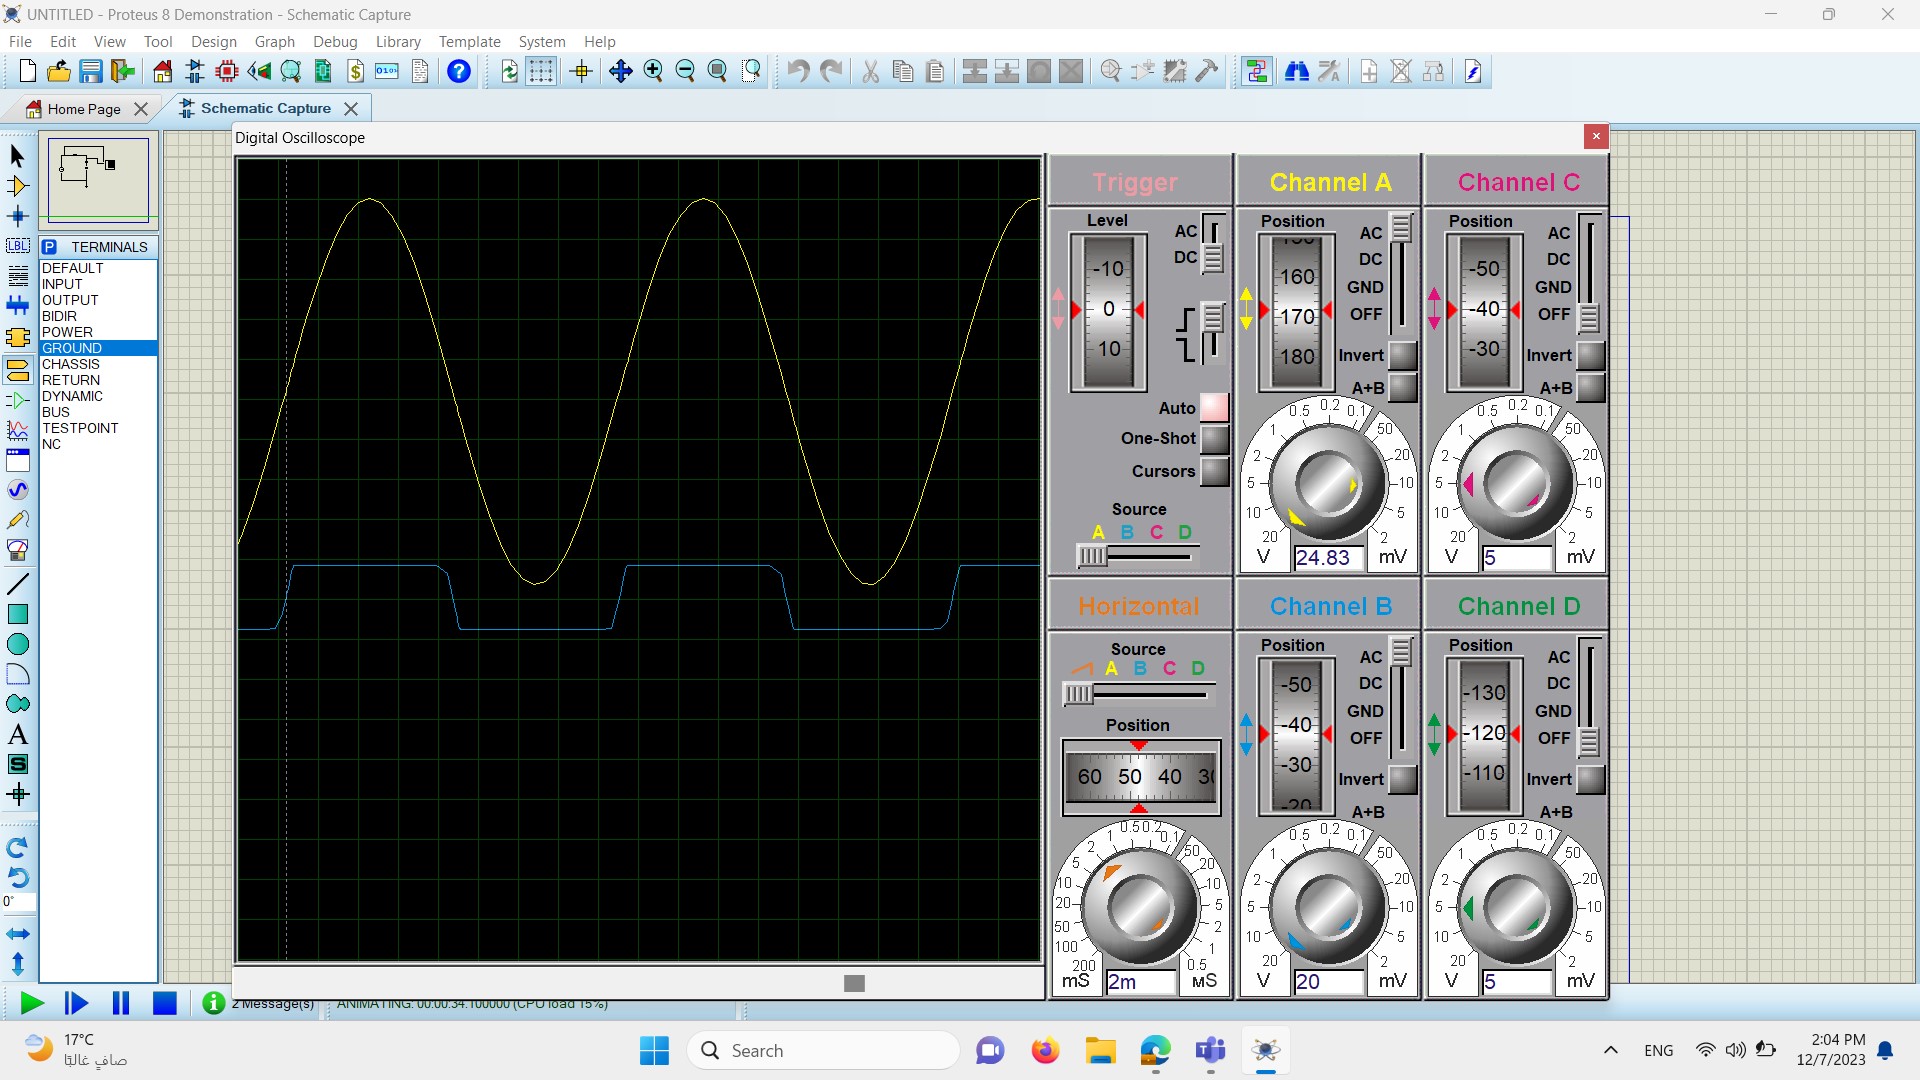 UNTITLED - Proteus 8 Demonstration - Schematic Capture
File Edit View Tool Design Graph Debug Library Template System Help
Home Page
Schematic Capture
Digital Oscilloscope
P TERMINALS
DEFAULT
INPUT
OUTPUT
BIDIR
POWER
GROUND
CHASSIS
RETURN
DYNAMIC
BUS
TESTPOINT
NC
LBL
A
S
0°
Trigger
Level
-10
0
10
AC
DC
Auto
One-Shot
Cursors
Source
A B C D
Channel A
Position
160
170
180
AC
DC
GND
OFF
Invert
A+B
0.5 0.2 0.1
1 50
2 20
5 10
10 5
20 2
V 24.83 mV
Channel C
Position
-50
-40
-30
AC
DC
GND
OFF
Invert
A+B
0.5 0.2 0.1
1 50
2 20
5 10
10 5
20 2
V 5 mV
Horizontal
Source
A B C D
Position
60 50 40 30
0.5 0.2 0.1
1 50
2 20
5 10
10 5
20 2
50 1
100 0.5
200
mS 2m µS
Channel B
Position
-50
-40
-30
-20
AC
DC
GND
OFF
Invert
A+B
0.5 0.2 0.1
1 50
2 20
5 10
10 5
20 2
V 20 mV
Channel D
Position
-130
-120
-110
AC
DC
GND
OFF
Invert
A+B
0.5 0.2 0.1
1 50
2 20
5 10
10 5
20 2
V 5 mV
2 Message(s)
ANIMATING: 00:00:34.100000 (CPU load 15%)
17°C
صافٍ غالبًا
Search
ENG
2:04 PM
12/7/2023